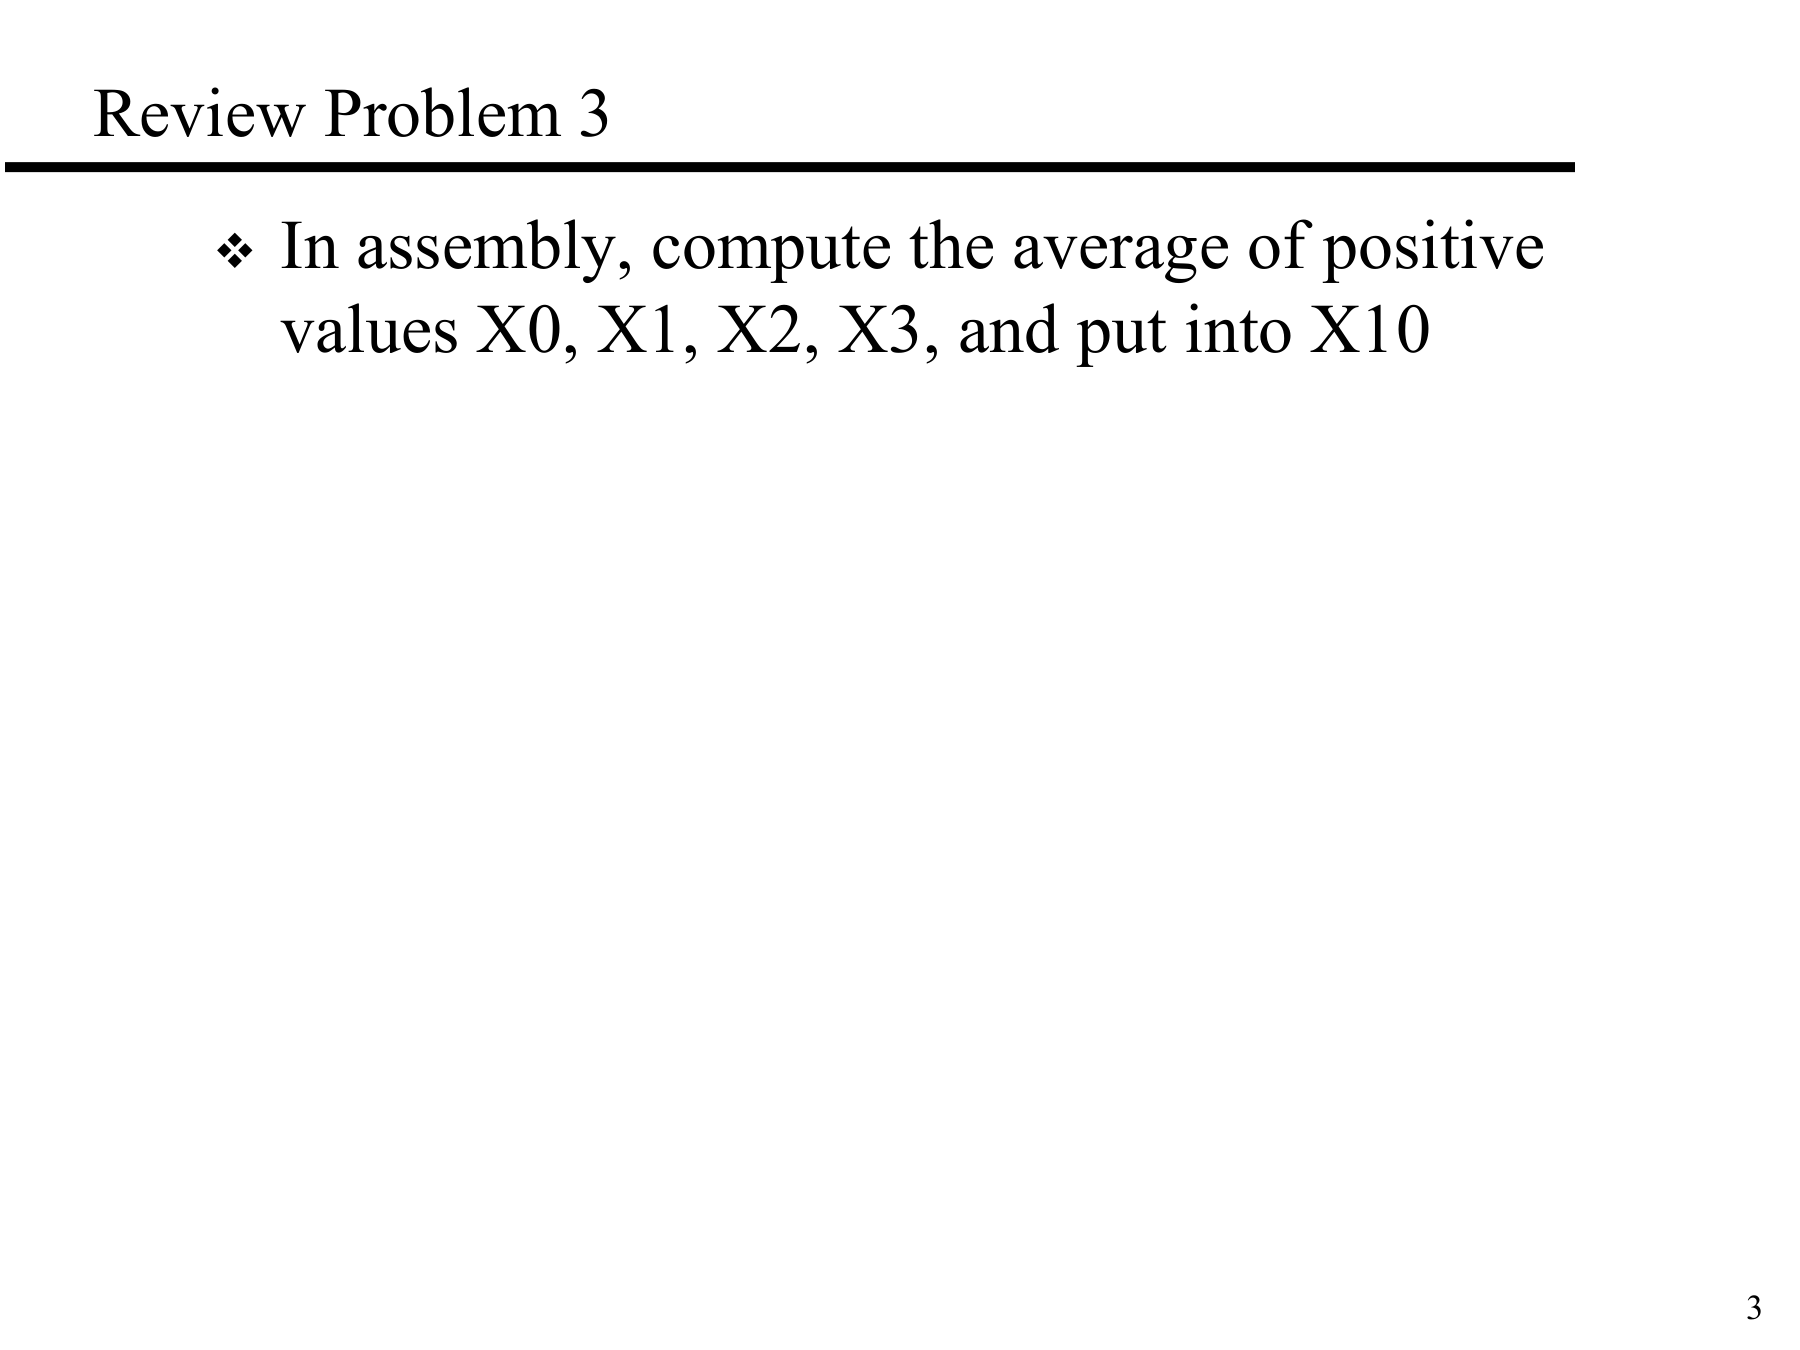 Review Problem 3
❖ In assembly, compute the average of positive
values X0, X1, X2, X3, and put into X10
3